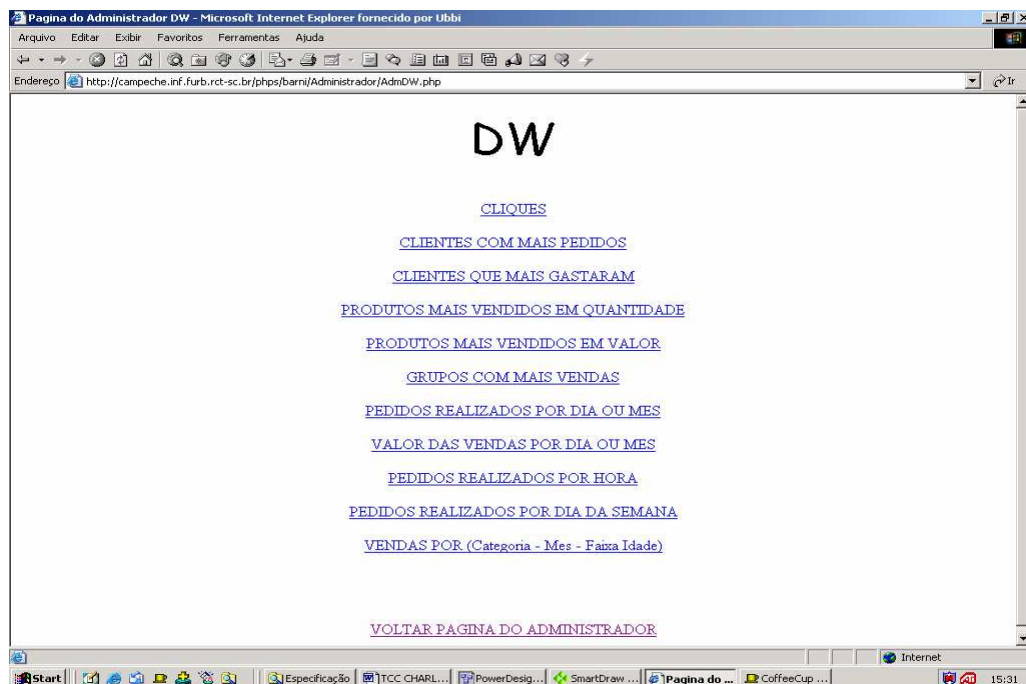 Pagina do Administrador DW - Microsoft Internet Explorer fornecido por Ubbi
Arquivo Editar Exibir Favoritos Ferramentas Ajuda
Endereço http://campeche.inf.furb.rct-sc.br/phps/barni/Administrador/AdmDW.php Ir
DW
CLIQUES
CLIENTES COM MAIS PEDIDOS
CLIENTES QUE MAIS GASTARAM
PRODUTOS MAIS VENDIDOS EM QUANTIDADE
PRODUTOS MAIS VENDIDOS EM VALOR
GRUPOS COM MAIS VENDAS
PEDIDOS REALIZADOS POR DIA OU MES
VALOR DAS VENDAS POR DIA OU MES
PEDIDOS REALIZADOS POR HORA
PEDIDOS REALIZADOS POR DIA DA SEMANA
VENDAS POR (Categoria - Mes - Faixa Idade)
VOLTAR PAGINA DO ADMINISTRADOR
Internet
Start Especificação TCC CHARL... PowerDesig... SmartDraw ... Pagina do ... CoffeeCup ... 15:31